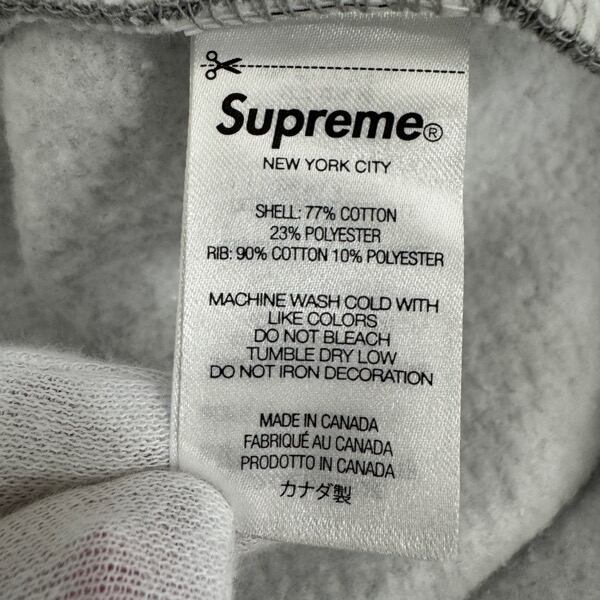 Supreme®
NEW YORK CITY
SHELL: 77% COTTON
23% POLYESTER
RIB: 90% COTTON 10% POLYESTER
MACHINE WASH COLD WITH
LIKE COLORS
DO NOT BLEACH
TUMBLE DRY LOW
DO NOT IRON DECORATION
MADE IN CANADA
FABRIQUÉ AU CANADA
PRODOTTO IN CANADA
カナダ製